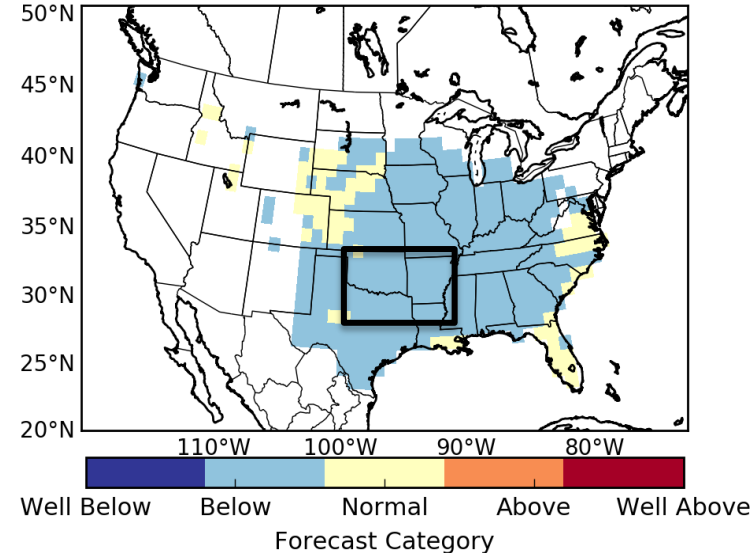 50°N
45°N
40°N
35°N
30°N
25°N
20°N
110°W 100°W 90°W 80°W
Well Below Below Normal Above Well Above
Forecast Category